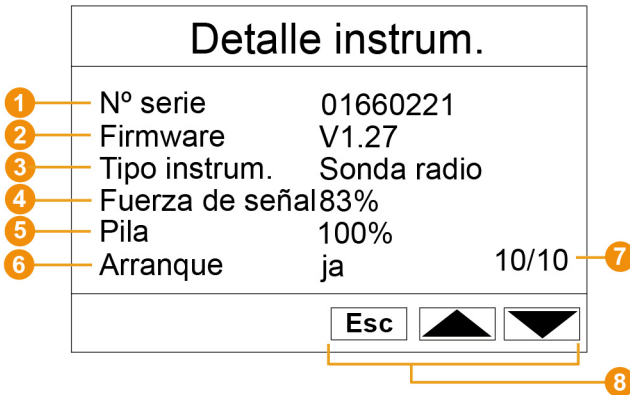 Detalle instrum.
1 Nº serie 01660221
2 Firmware V1.27
3 Tipo instrum. Sonda radio
4 Fuerza de señal 83%
5 Pila 100%
6 Arranque ja 10/10 7
Esc
8